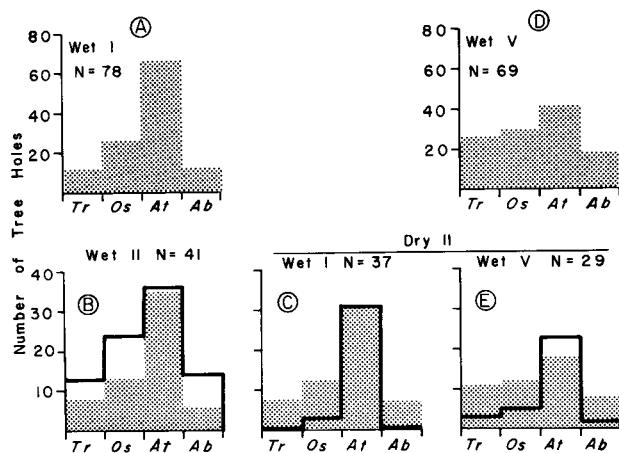 Number of Tree Holes
A
Wet I
N=78
80
60
40
20
Tr Os At Ab
D
Wet V
N=69
80
60
40
20
Tr Os At Ab
Wet II N=41
B
40
30
20
10
Tr Os At Ab
Dry II
Wet I N=37
C
Tr Os At Ab
Wet V N=29
E
Tr Os At Ab